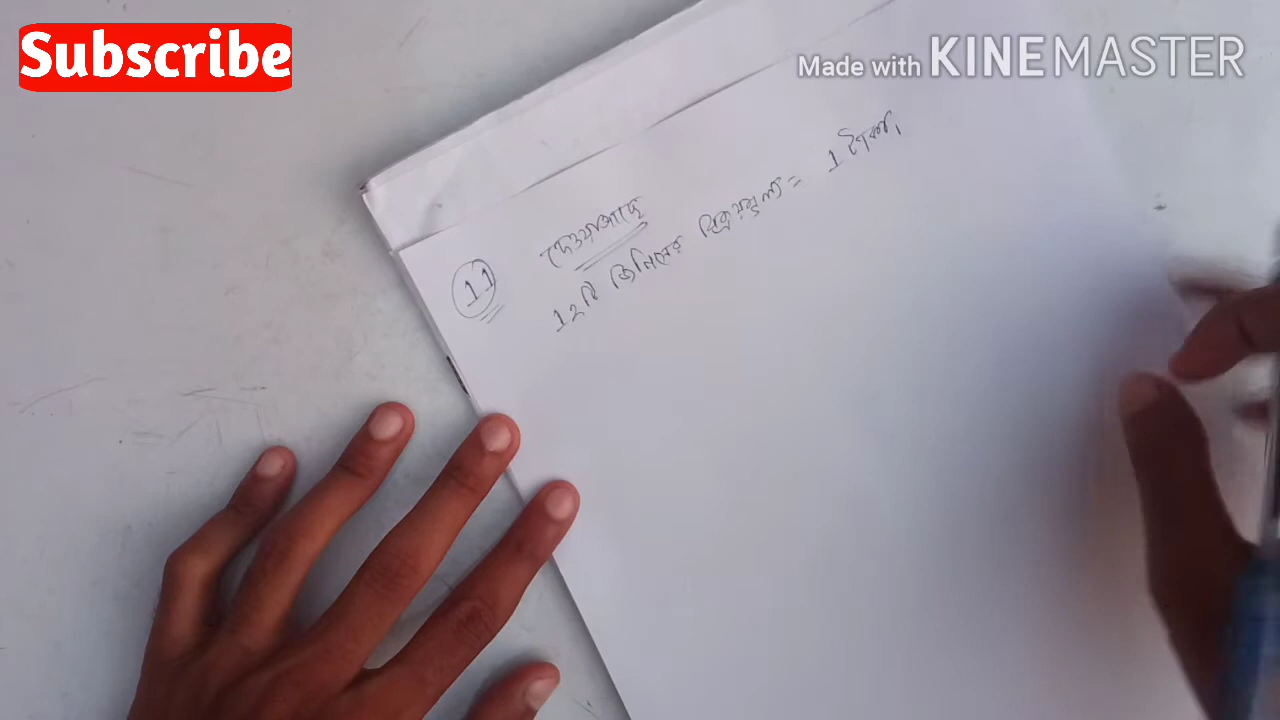 Subscribe
Made with KINEMASTER
11
দেওয়া আছে
12টি জিনিসের বিক্রয়মূল্য = 1 টাকা,